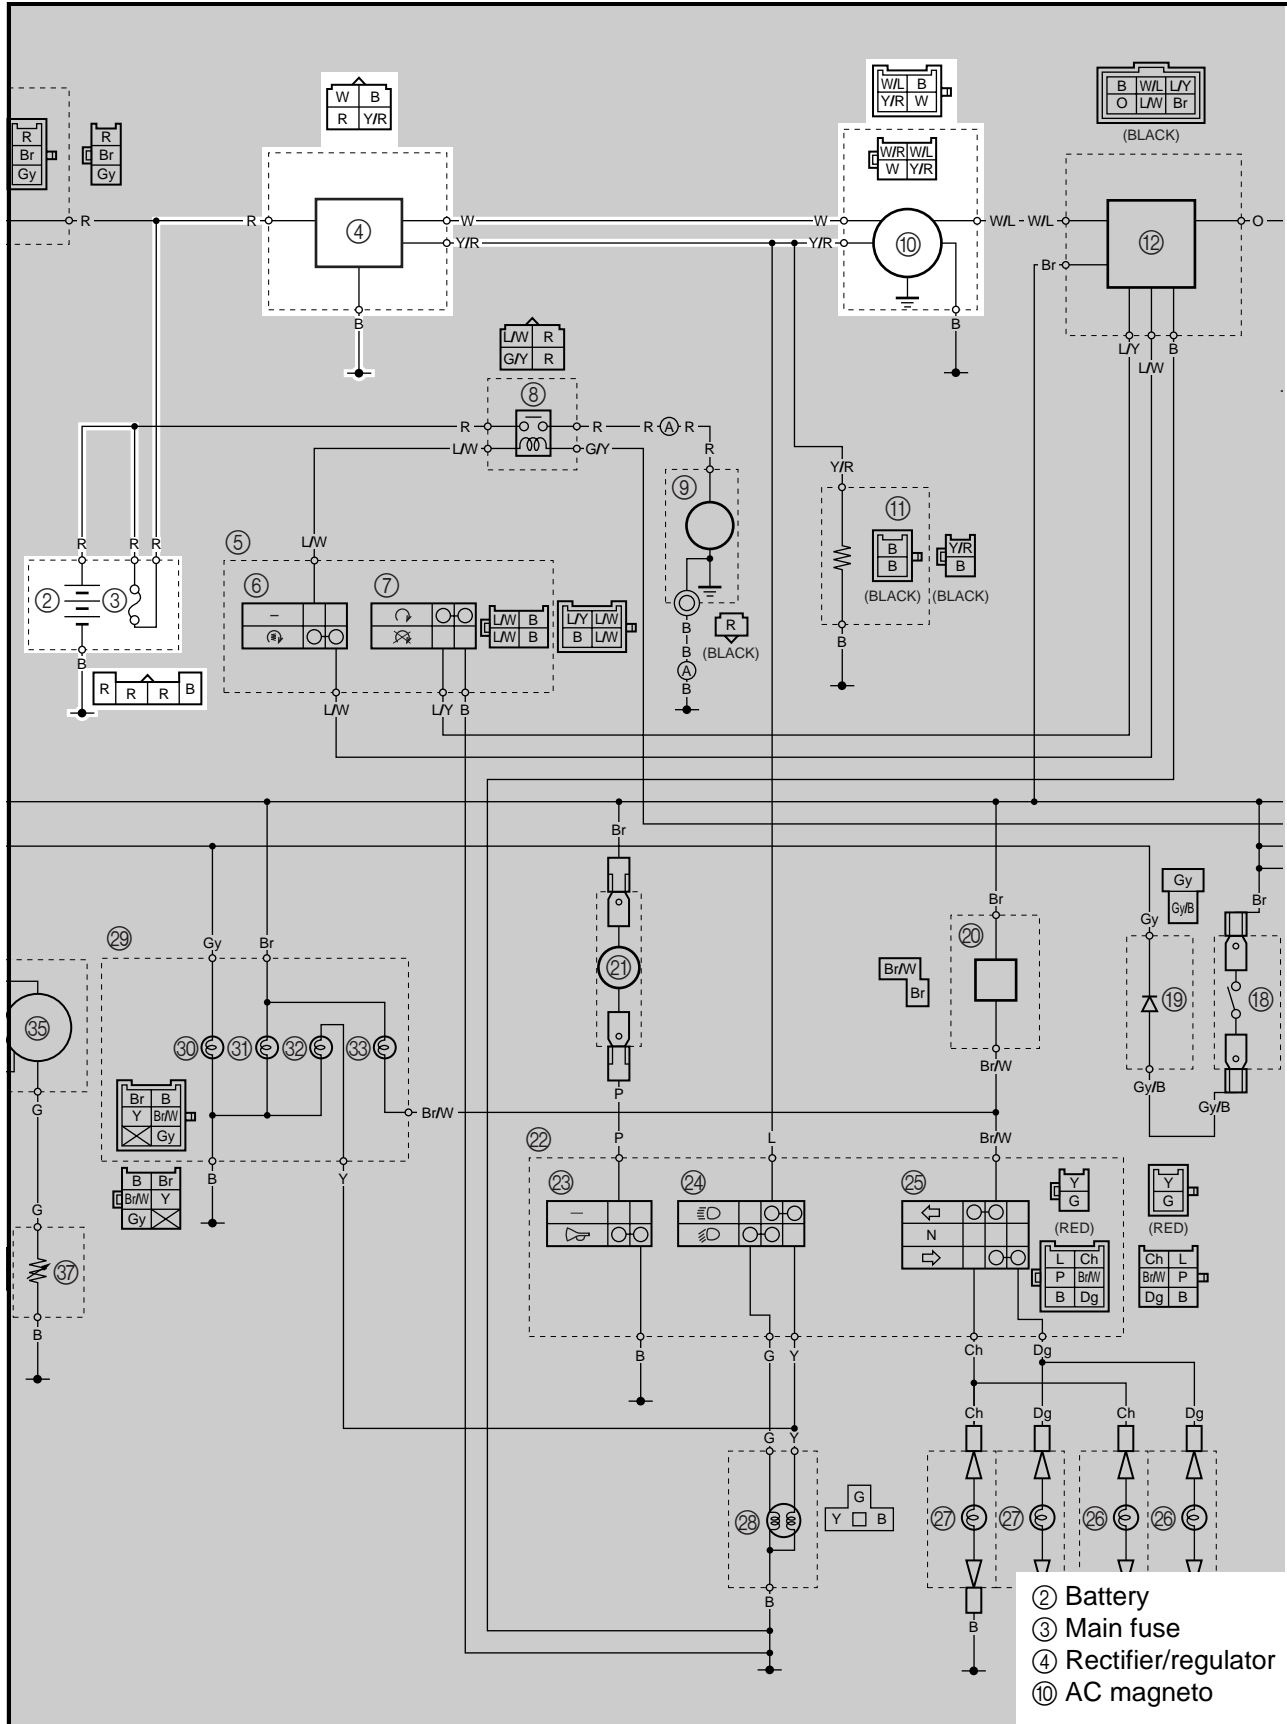 W B
R Y/R
W/L B
Y/R W
B W/L L/Y
O L/W Br
(BLACK)
R
Br
Gy
R
Br
Gy
W/R W/L
W Y/R
R R ④ W W ⑩ W/L W/L ⑫ O
Y/R Y/R
Br
B B
L/Y L/W B
L/W R
G/Y R
⑧
R R R Ⓐ R
L/W G/Y
R
Y/R
⑨ ⑪
B
B
(BLACK)
Y/R
B
(BLACK)
R R R
L/W
⑤
② ③ ⑥ ⑦
–
L/W B
L/W B
L/Y L/W
B L/W
B
R
(BLACK)
B
B
Ⓐ
B
B
R R R B
L/W L/Y B
Br
Gy
Gy/B
Br
Gy
Br
㉙ Gy Br
⑳
㉑
Br/W
Br
⑲ ⑱
㉟
㉚ ㉛ ㉜ ㉝
Br/W
Gy/B
Gy/B
G
Br B
Y Br/W
Gy
Br/W
P
P L Br/W
㉒
B Y
B Br
Br/W Y
Gy
㉓ ㉔ ㉕
–
N
Y
G
(RED)
Y
G
(RED)
G
㊲
L Ch
P Br/W
B Dg
Ch L
Br/W P
Dg B
B
B G Y Ch Dg
Ch Dg Ch Dg
G Y
㉘
G
Y B
㉗ ㉗ ㉖ ㉖
B
B
② Battery
③ Main fuse
④ Rectifier/regulator
⑩ AC magneto